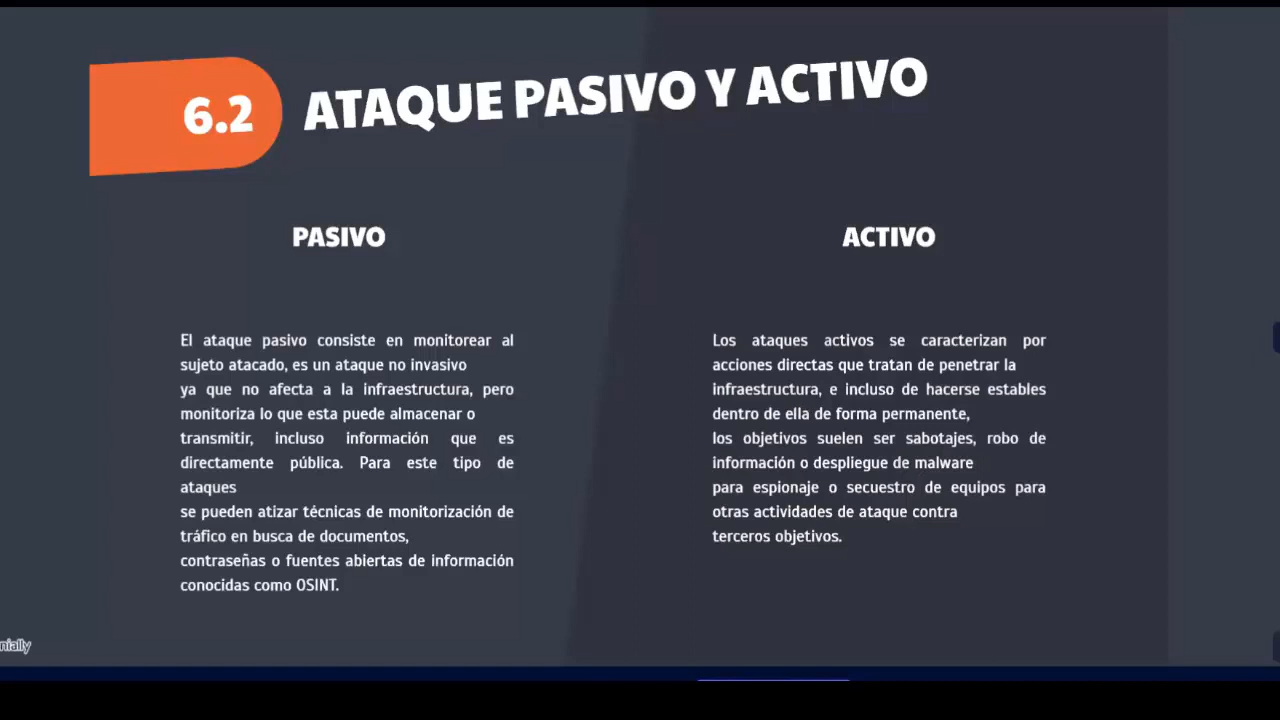 6.2
ATAQUE PASIVO Y ACTIVO
PASIVO
El ataque pasivo consiste en monitorear al
sujeto atacado, es un ataque no invasivo
ya que no afecta a la infraestructura, pero
monitoriza lo que esta puede almacenar o
transmitir, incluso información que es
directamente pública. Para este tipo de
ataques
se pueden atizar técnicas de monitorización de
tráfico en busca de documentos,
contraseñas o fuentes abiertas de información
conocidas como OSINT.
ACTIVO
Los ataques activos se caracterizan por
acciones directas que tratan de penetrar la
infraestructura, e incluso de hacerse estables
dentro de ella de forma permanente,
los objetivos suelen ser sabotajes, robo de
información o despliegue de malware
para espionaje o secuestro de equipos para
otras actividades de ataque contra
terceros objetivos.
nially